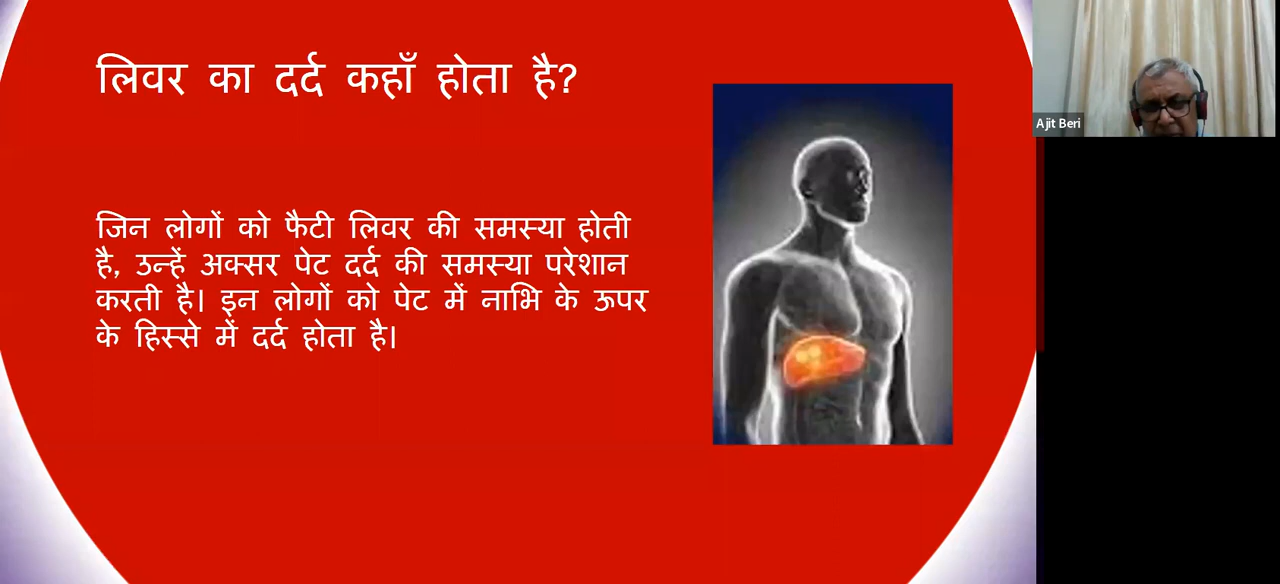 लिवर का दर्द कहाँ होता है?
जिन लोगों को फैटी लिवर की समस्या होती
है, उन्हें अक्सर पेट दर्द की समस्या परेशान
करती है। इन लोगों को पेट में नाभि के ऊपर
के हिस्से में दर्द होता है।
Ajit Beri